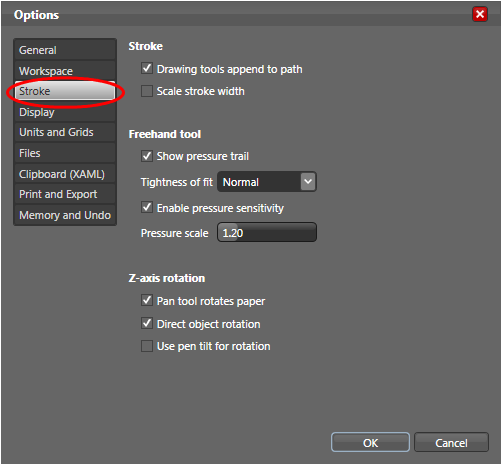 Options
General
Workspace
Stroke
Display
Units and Grids
Files
Clipboard (XAML)
Print and Export
Memory and Undo
Stroke
Drawing tools append to path
Scale stroke width
Freehand tool
Show pressure trail
Tightness of fit Normal
Enable pressure sensitivity
Pressure scale 1.20
Z-axis rotation
Pan tool rotates paper
Direct object rotation
Use pen tilt for rotation
OK Cancel